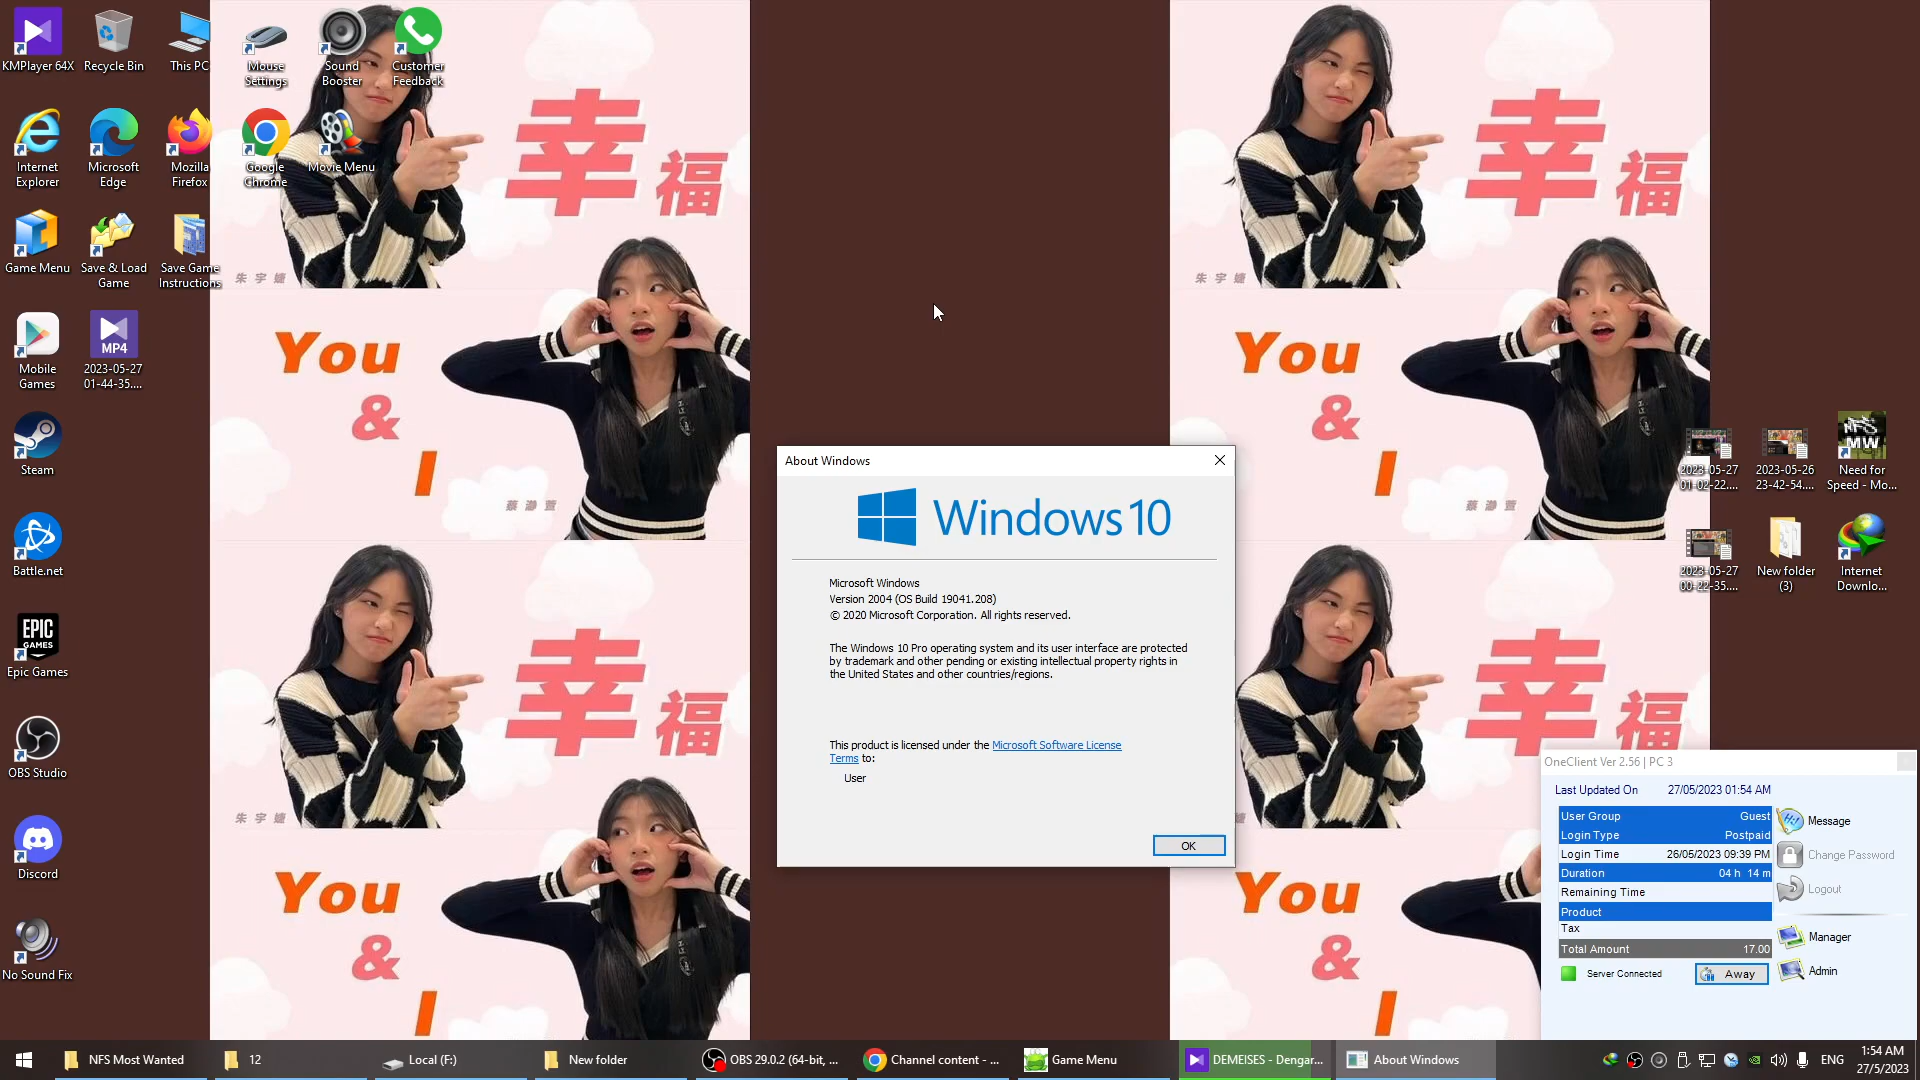 KMPlayer 64X
Recycle Bin
This PC
Mouse
Settings
Sound
Booster
Customer
Feedback
Internet
Explorer
Microsoft
Edge
Mozilla
Firefox
Google
Chrome
Movie Menu
Game Menu
Save & Load
Game
Save Game
Instructions
Mobile
Games
MP4
2023-05-27
01-44-35....
Steam
Battle.net
EPIC
GAMES
Epic Games
OBS Studio
Discord
No Sound Fix
幸
福
朱宇婕
You
&
I
幸
福
朱宇婕
You
&
I
幸
福
朱宇婕
You
&
I
幸
福
You
&
I
2023-05-27
01-02-22....
2023-05-26
23-42-54....
NFS
MW
Need for
Speed - Mo...
2023-05-27
00-22-35....
New folder
(3)
Internet
Downlo...
About Windows
Windows 10
Microsoft Windows
Version 2004 (OS Build 19041.208)
© 2020 Microsoft Corporation. All rights reserved.
The Windows 10 Pro operating system and its user interface are protected
by trademark and other pending or existing intellectual property rights in
the United States and other countries/regions.
This product is licensed under the Microsoft Software License
Terms to:
User
OK
OneClient Ver 2.56 | PC 3
Last Updated On 27/05/2023 01:54 AM
User Group Guest
Login Type Postpaid
Login Time 26/05/2023 09:39 PM
Duration 04 h 14 m
Remaining Time
Product
Tax
Total Amount 17.00
Server Connected
Away
Message
Change Password
Logout
Manager
Admin
NFS Most Wanted
12
Local (F:)
New folder
OBS 29.0.2 (64-bit, ...
Channel content - ...
Game Menu
DEMEISES - Dengar...
About Windows
ENG
1:54 AM
27/5/2023